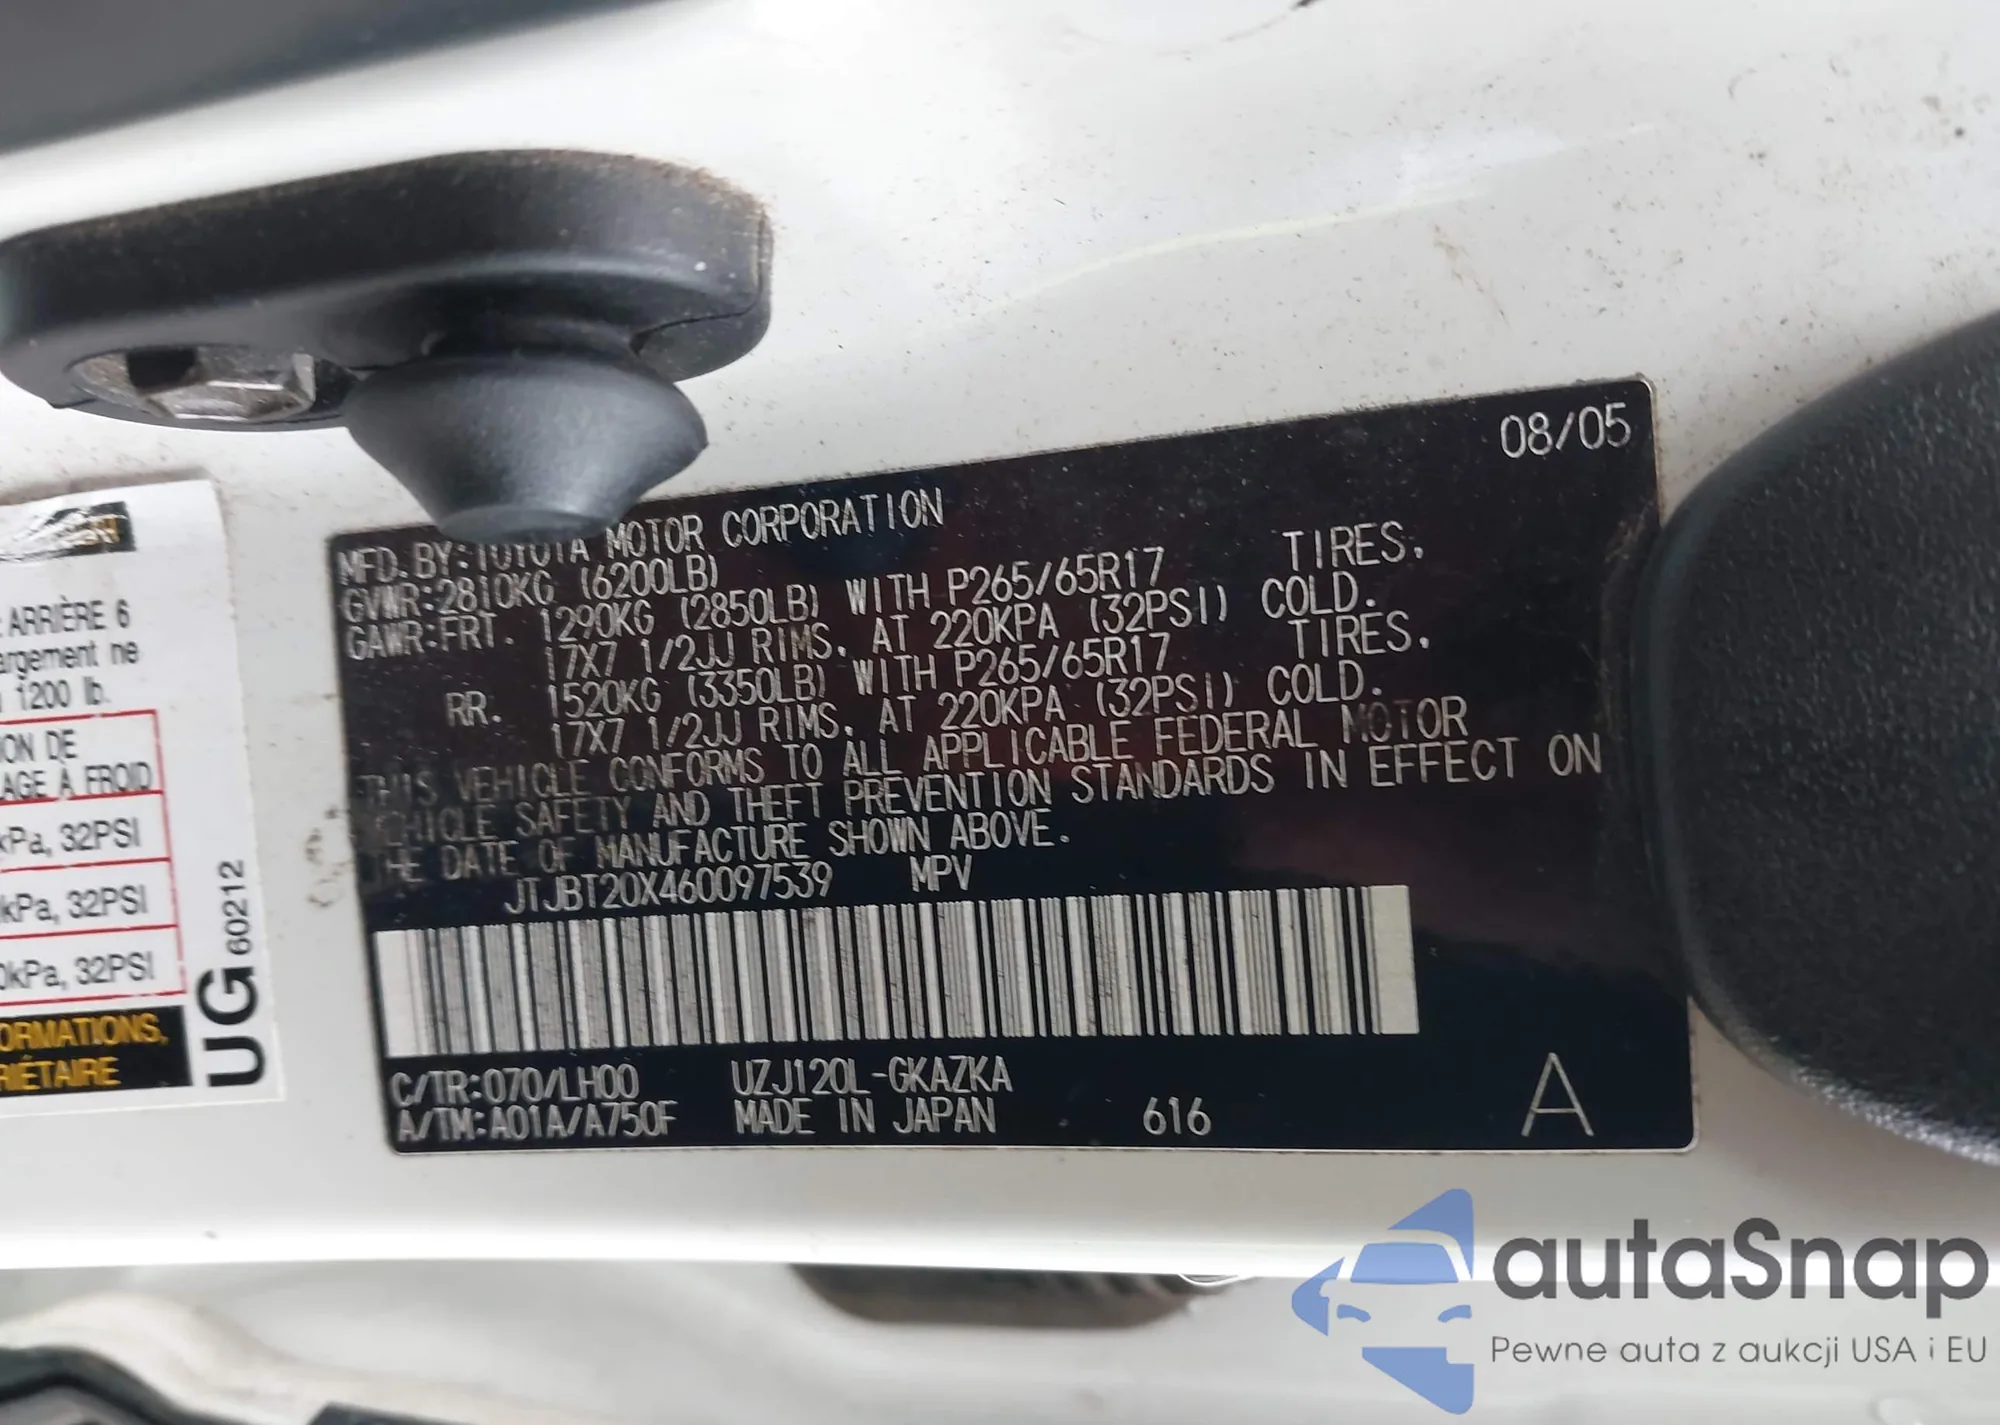 08/05
MFD. BY: TOYOTA MOTOR CORPORATION
GVWR: 2810KG (6200LB)
GAWR: FRT. 1290KG (2850LB) WITH P265/65R17 TIRES,
17X7 1/2JJ RIMS, AT 220KPA (32PSI) COLD.
RR. 1520KG (3350LB) WITH P265/65R17 TIRES,
17X7 1/2JJ RIMS, AT 220KPA (32PSI) COLD.
THIS VEHICLE CONFORMS TO ALL APPLICABLE FEDERAL MOTOR
VEHICLE SAFETY AND THEFT PREVENTION STANDARDS IN EFFECT ON
THE DATE OF MANUFACTURE SHOWN ABOVE.
JTJBT20X460097539 MPV
C/TR: 070/LH00 UZJ120L-GKAZKA
A/TM: A01A/A750F MADE IN JAPAN 616 A
ARRIÈRE 6
argement ne
1200 lb.
ION DE
LAGE À FROID
kPa, 32PSI
kPa, 32PSI
0kPa, 32PSI
ORMATIONS,
RIÉTAIRE
UG 60212
autaSnap
Pewne auta z aukcji USA i EU